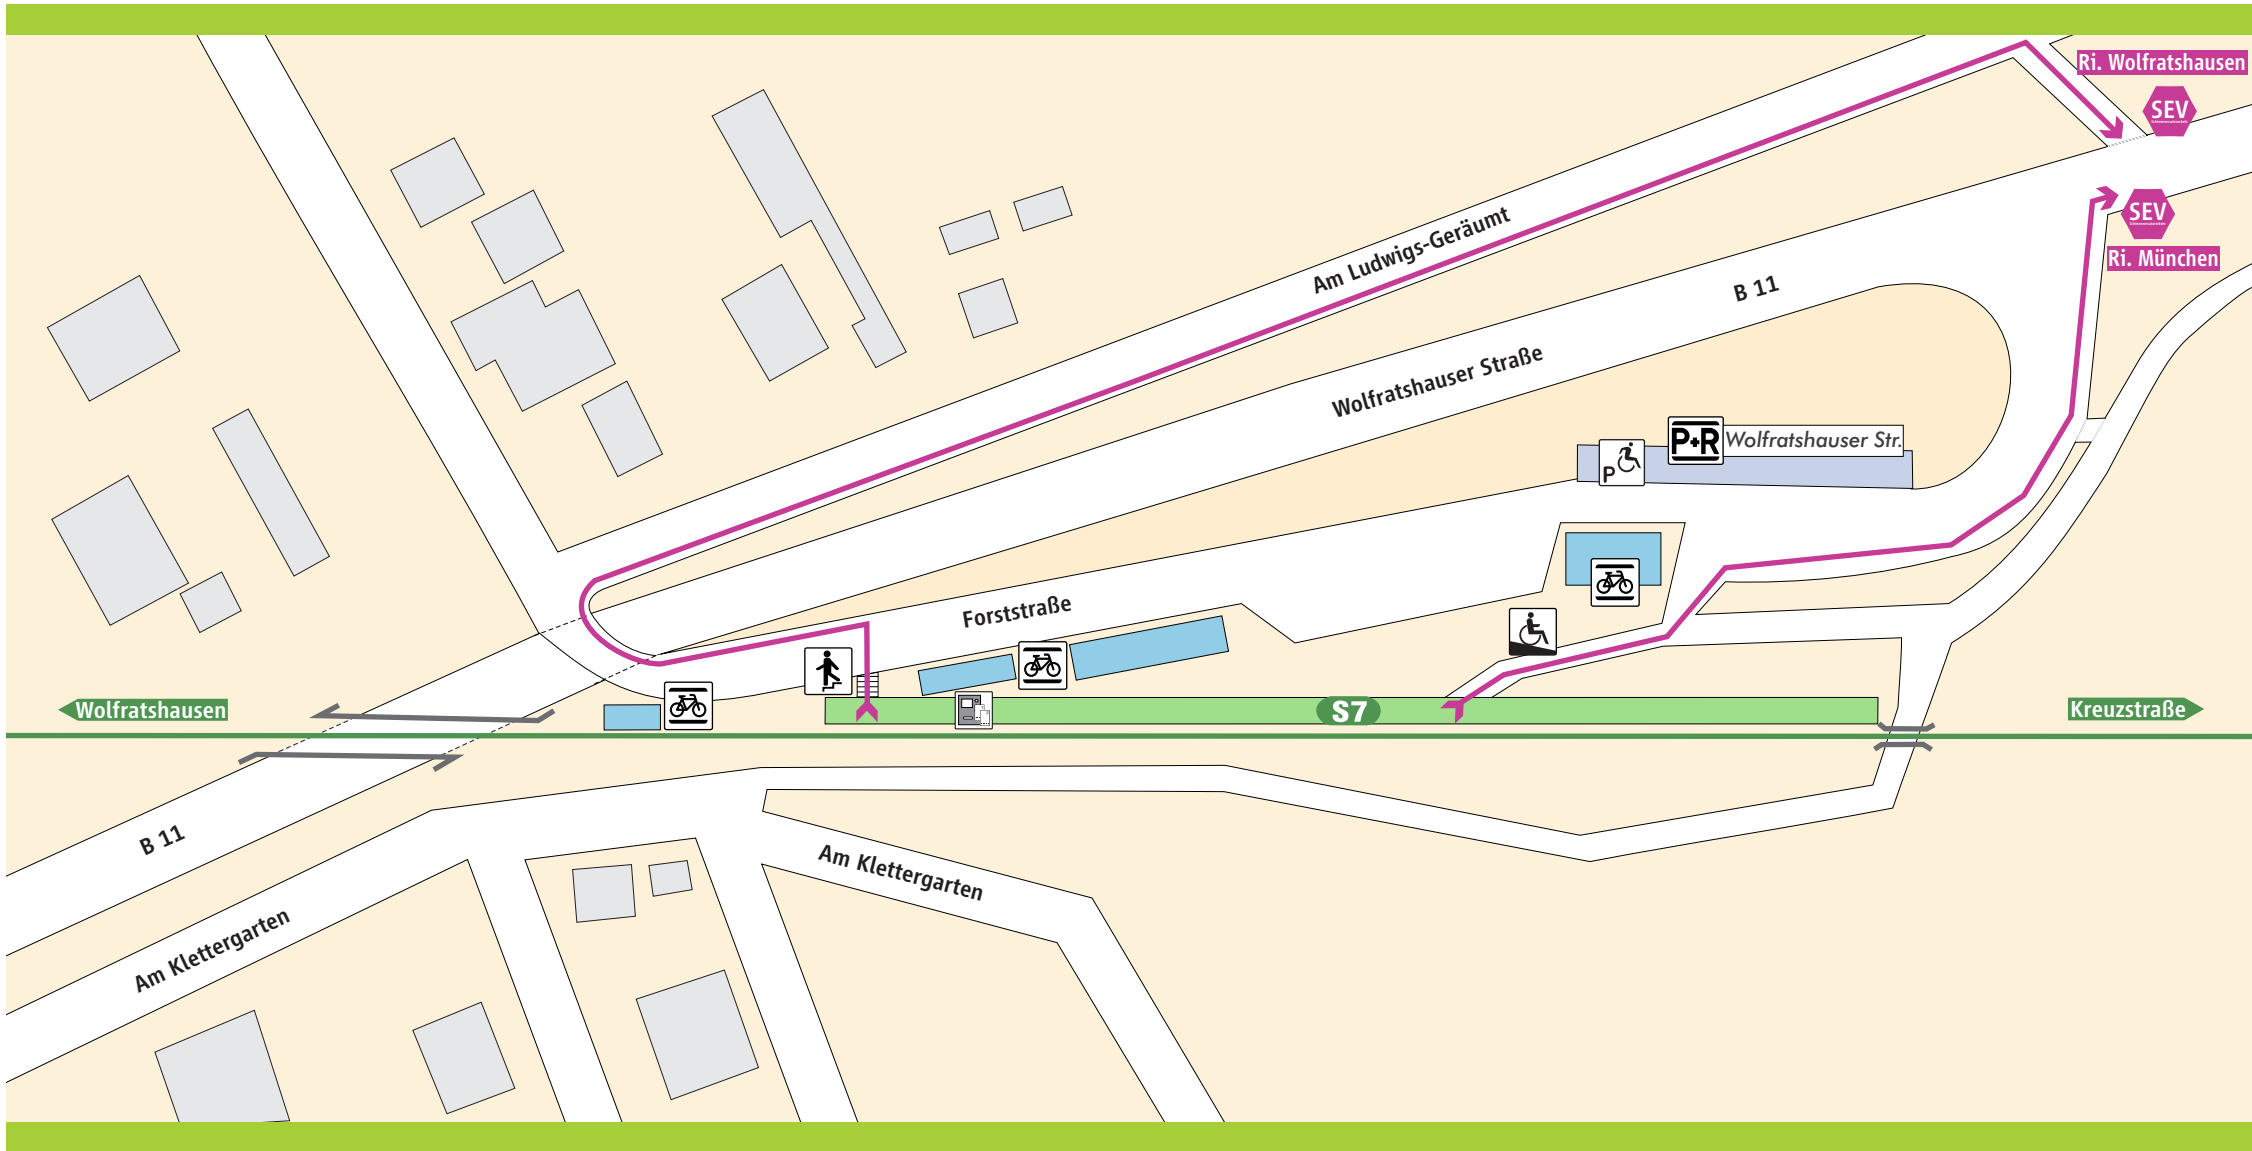 Ri. Wolfratshausen
SEV
SEV
Ri. München
Am Ludwigs-Geräumt
B 11
Wolfratshauser Straße
P+R Wolfratshauser Str.
P
Forststraße
Wolfratshausen
S7
Kreuzstraße
B 11
Am Klettergarten
Am Klettergarten